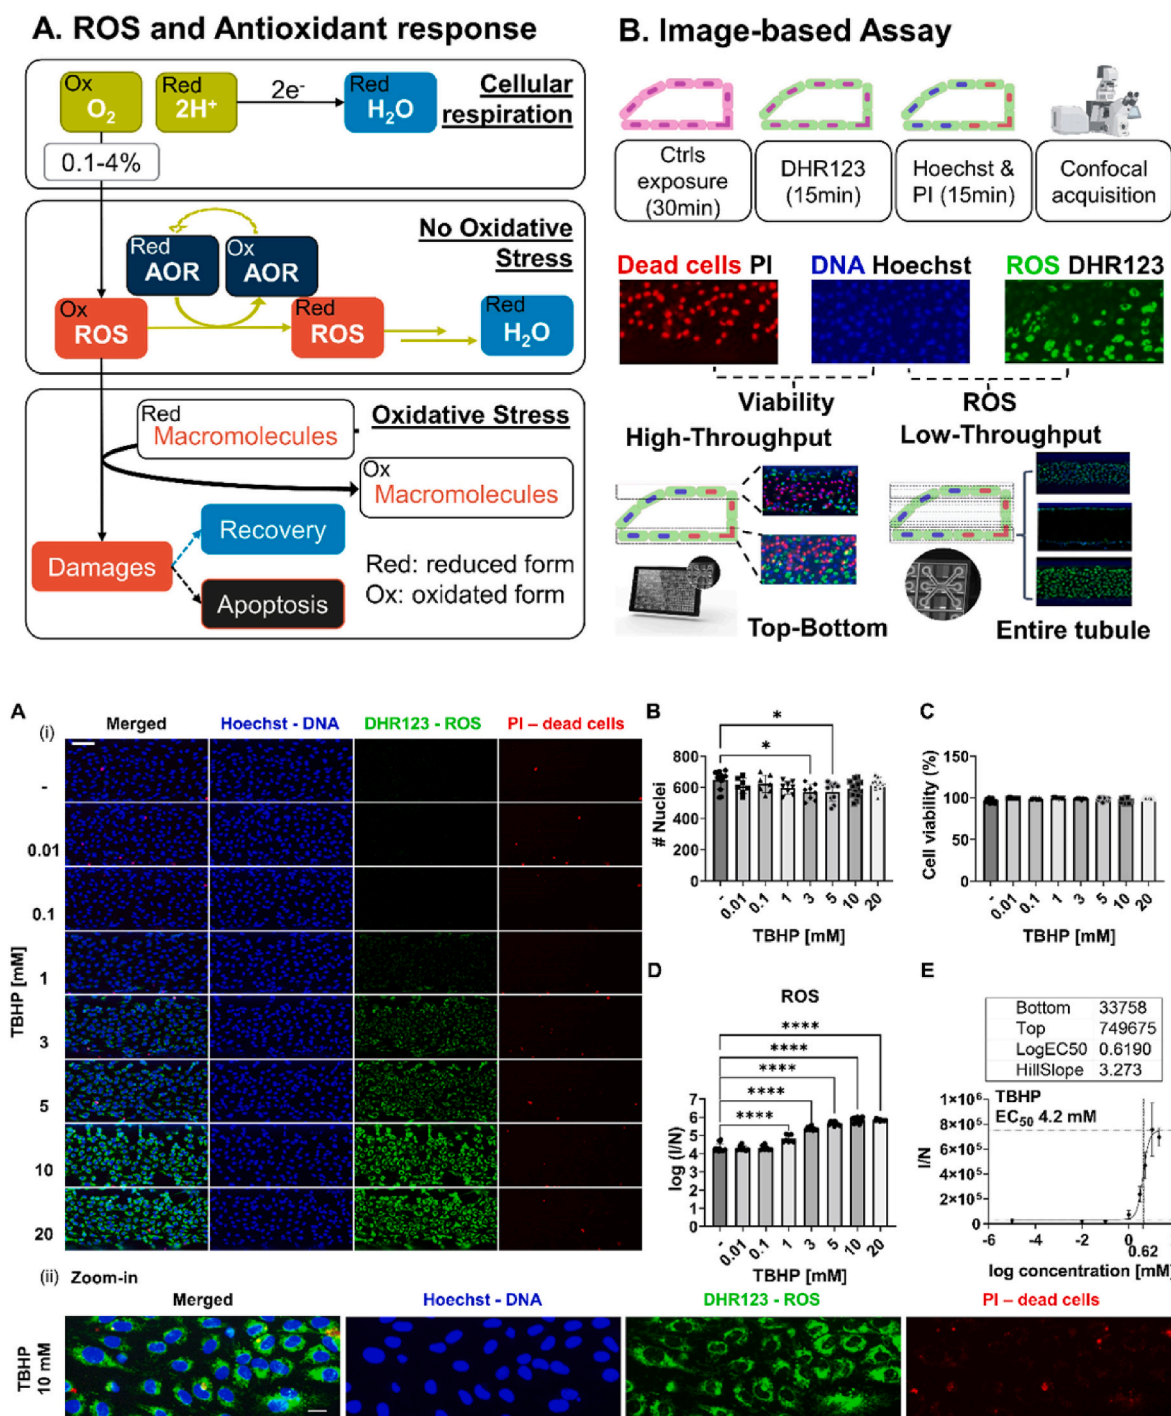 A. ROS and Antioxidant response
Ox
O2
Red
2H+
2e-
Red
H2O
Cellular
respiration
0.1-4%
No Oxidative
Stress
Red
AOR
Ox
AOR
Ox
ROS
Red
ROS
Red
H2O
Oxidative Stress
Red
Macromolecules
Ox
Macromolecules
Recovery
Damages
Apoptosis
Red: reduced form
Ox: oxidated form
B. Image-based Assay
Ctrls
exposure
(30min)
DHR123
(15min)
Hoechst &
PI (15min)
Confocal
acquisition
Dead cells PI
DNA Hoechst
ROS DHR123
Viability
ROS
High-Throughput
Low-Throughput
Top-Bottom
Entire tubule
A
(i)
Merged
Hoechst - DNA
DHR123 - ROS
PI – dead cells
TBHP [mM]
-
0.01
0.1
1
3
5
10
20
B
*
*
# Nuclei
800
600
400
200
0
- 0.01 0.1 1 3 5 10 20
TBHP [mM]
C
Cell viability (%)
150
100
50
0
- 0.01 0.1 1 3 5 10 20
TBHP [mM]
D
ROS
****
****
****
****
****
log (I/N)
7
6
5
4
3
2
1
0
- 0.01 0.1 1 3 5 10 20
TBHP [mM]
E
Bottom 33758
Top 749675
LogEC50 0.6190
HillSlope 3.273
TBHP
EC50 4.2 mM
I/N
1×10^6
8×10^5
6×10^5
4×10^5
2×10^5
0
-6 -4 -2 0
0.62
log concentration [mM]
(ii) Zoom-in
Merged
Hoechst - DNA
DHR123 - ROS
PI – dead cells
TBHP
10 mM